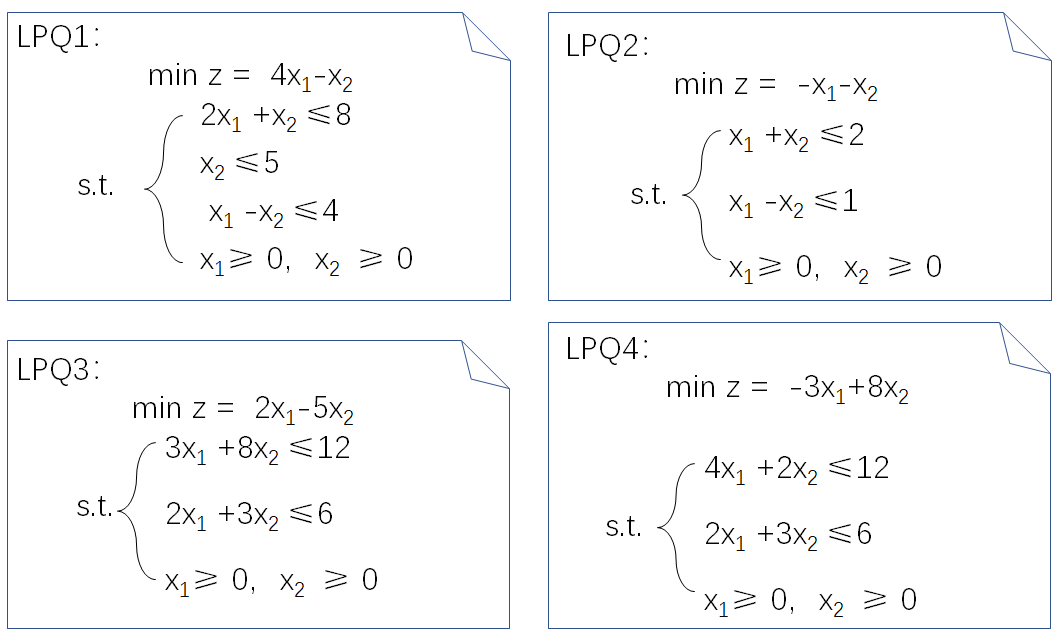 LPQ1:
min z = 4x₁-x₂
s.t.
2x₁ +x₂ ≤8
x₂ ≤5
x₁ -x₂ ≤4
x₁≥ 0, x₂ ≥ 0
LPQ2:
min z = -x₁-x₂
s.t.
x₁ +x₂ ≤2
x₁ -x₂ ≤1
x₁≥ 0, x₂ ≥ 0
LPQ3:
min z = 2x₁-5x₂
s.t.
3x₁ +8x₂ ≤12
2x₁ +3x₂ ≤6
x₁≥ 0, x₂ ≥ 0
LPQ4:
min z = -3x₁+8x₂
s.t.
4x₁ +2x₂ ≤12
2x₁ +3x₂ ≤6
x₁≥ 0, x₂ ≥ 0